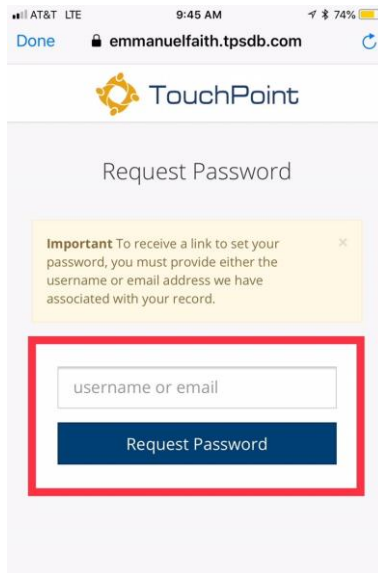 AT&T LTE 9:45 AM 74%
Done emmanuelfaith.tpsdb.com
TouchPoint
Request Password
Important To receive a link to set your ×
password, you must provide either the
username or email address we have
associated with your record.
username or email
Request Password